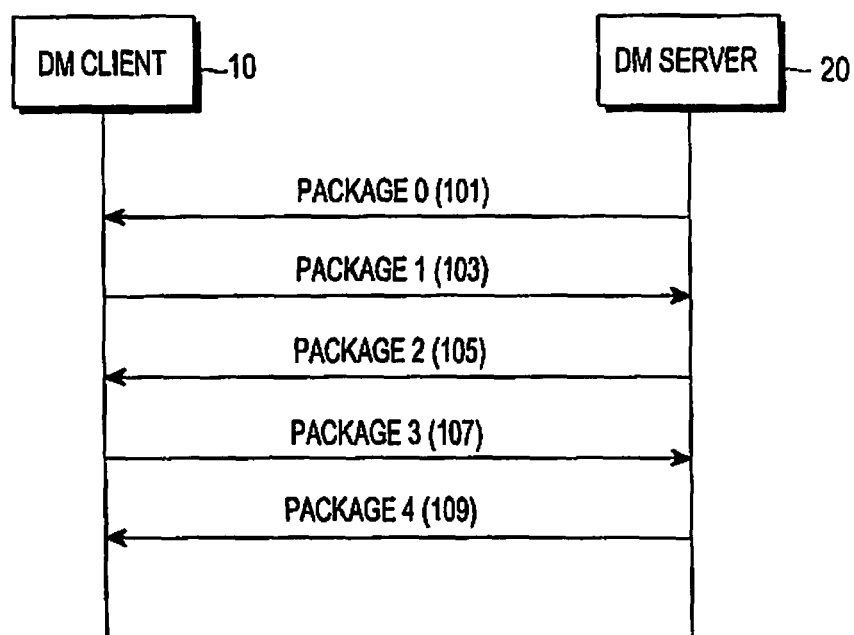 DM CLIENT
10
DM SERVER
20
PACKAGE 0 (101)
PACKAGE 1 (103)
PACKAGE 2 (105)
PACKAGE 3 (107)
PACKAGE 4 (109)